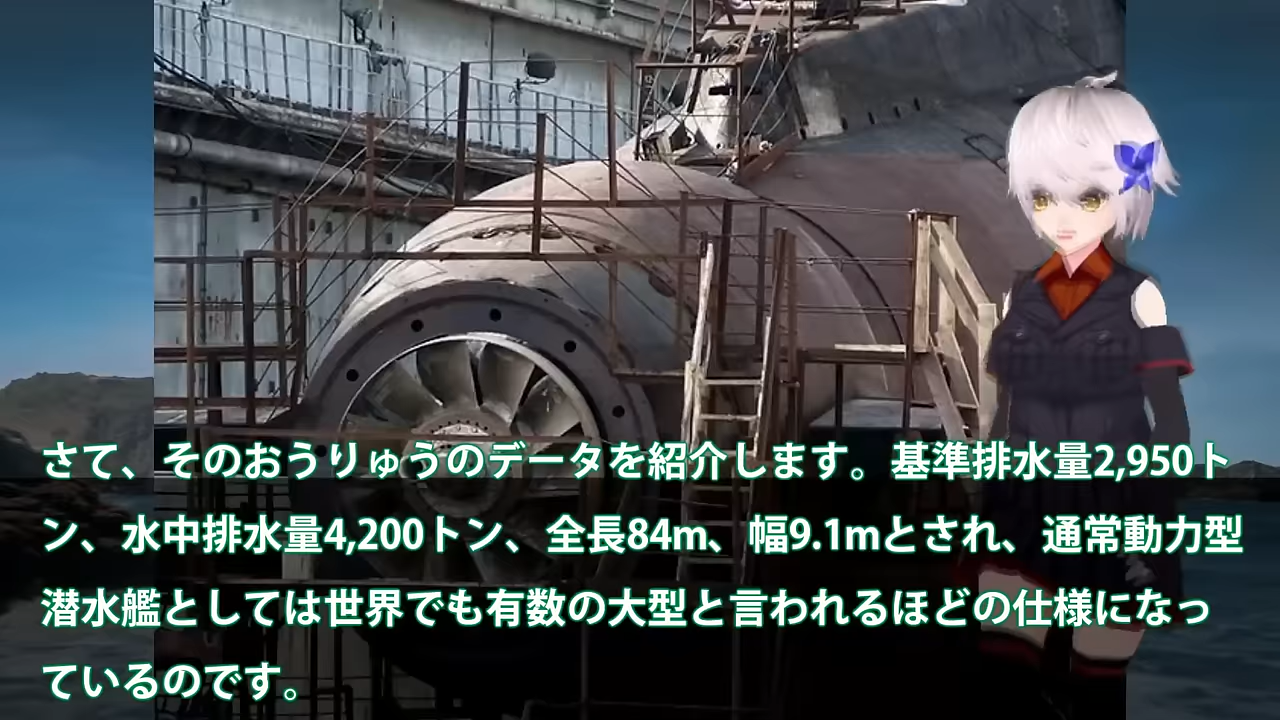 さて、そのおうりゅうのデータを紹介します。基準排水量2,950ト
ン、水中排水量4,200トン、全長84m、幅9.1mとされ、通常動力型
潜水艦としては世界でも有数の大型と言われるほどの仕様になっ
ているのです。